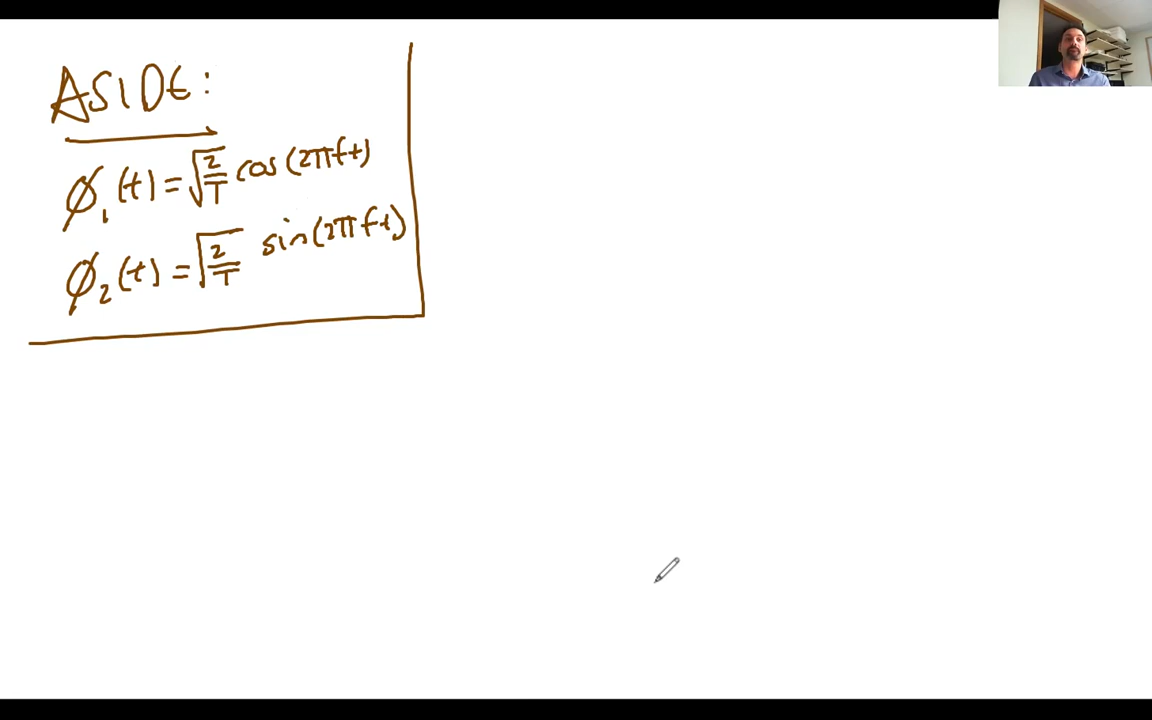 ASIDE:
φ₁(t) = √(2/T) cos(2πft)
φ₂(t) = √(2/T) sin(2πft)